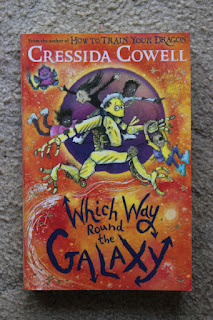 From the author of HOW TO TRAIN YOUR DRAGON
CRESSIDA COWELL
Which Way
Round
the
GALAXY